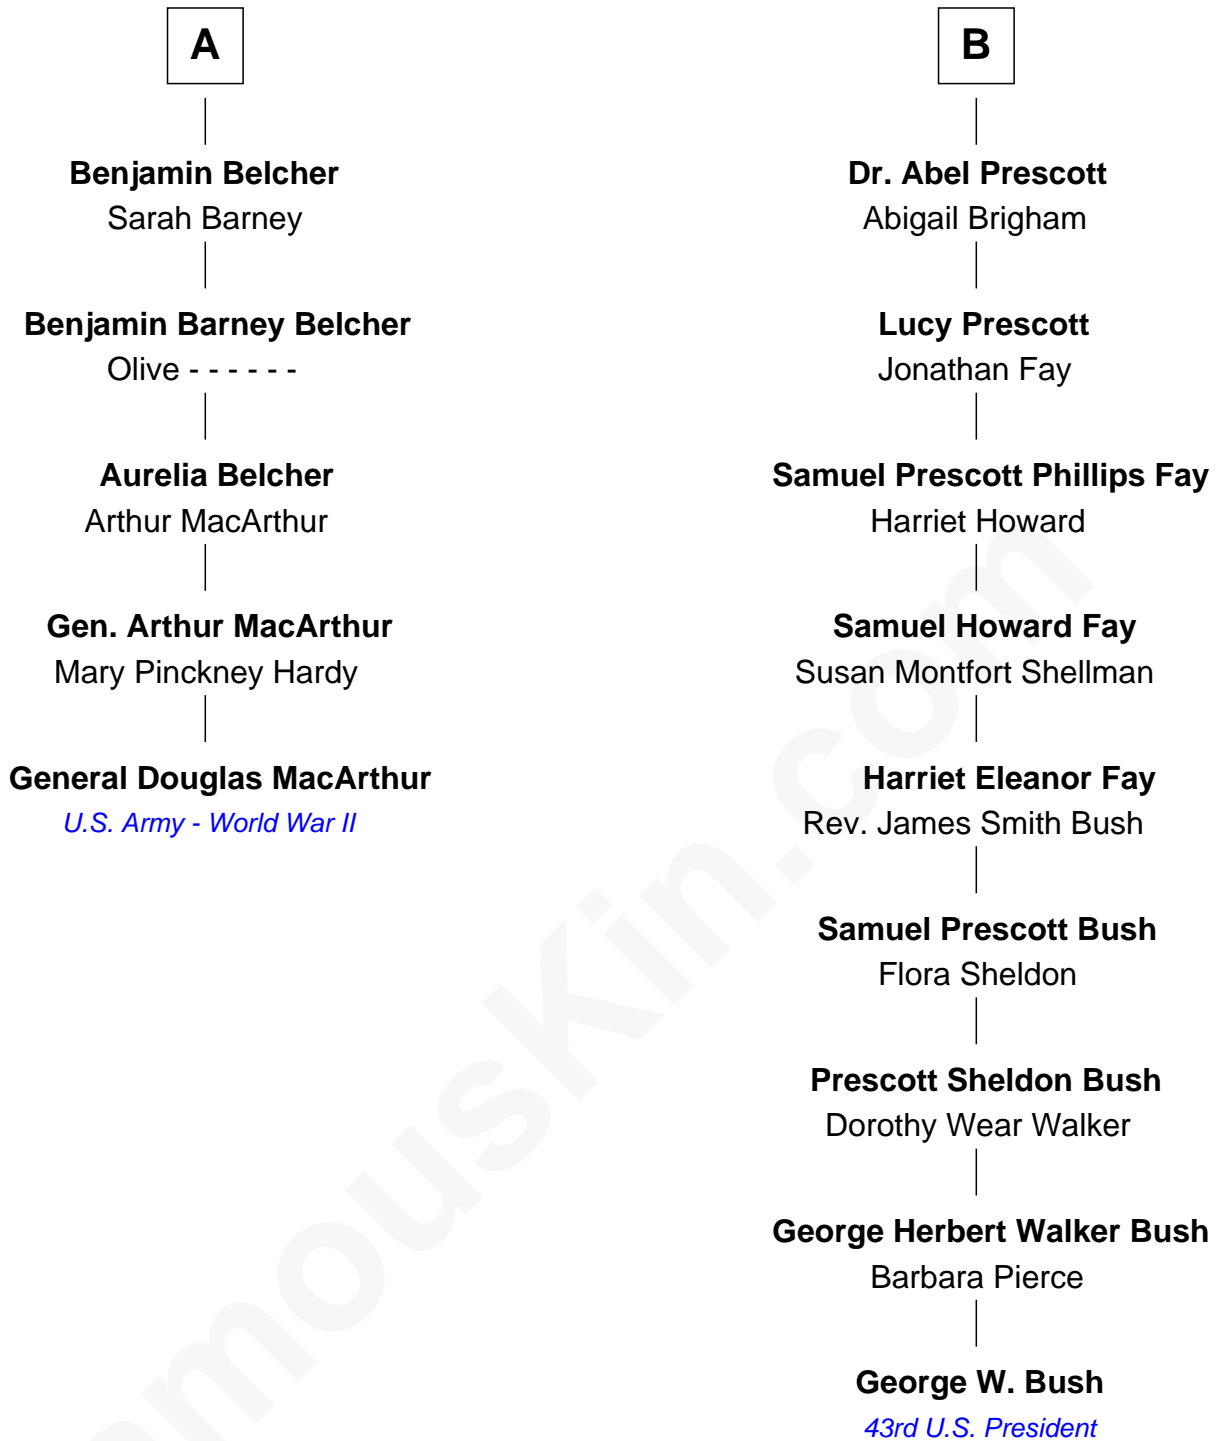 A
Benjamin Belcher
Sarah Barney
Benjamin Barney Belcher
Olive - - - - - -
Aurelia Belcher
Arthur MacArthur
Gen. Arthur MacArthur
Mary Pinckney Hardy
General Douglas MacArthur
U.S. Army - World War II
B
Dr. Abel Prescott
Abigail Brigham
Lucy Prescott
Jonathan Fay
Samuel Prescott Phillips Fay
Harriet Howard
Samuel Howard Fay
Susan Montfort Shellman
Harriet Eleanor Fay
Rev. James Smith Bush
Samuel Prescott Bush
Flora Sheldon
Prescott Sheldon Bush
Dorothy Wear Walker
George Herbert Walker Bush
Barbara Pierce
George W. Bush
43rd U.S. President
amousKin.com